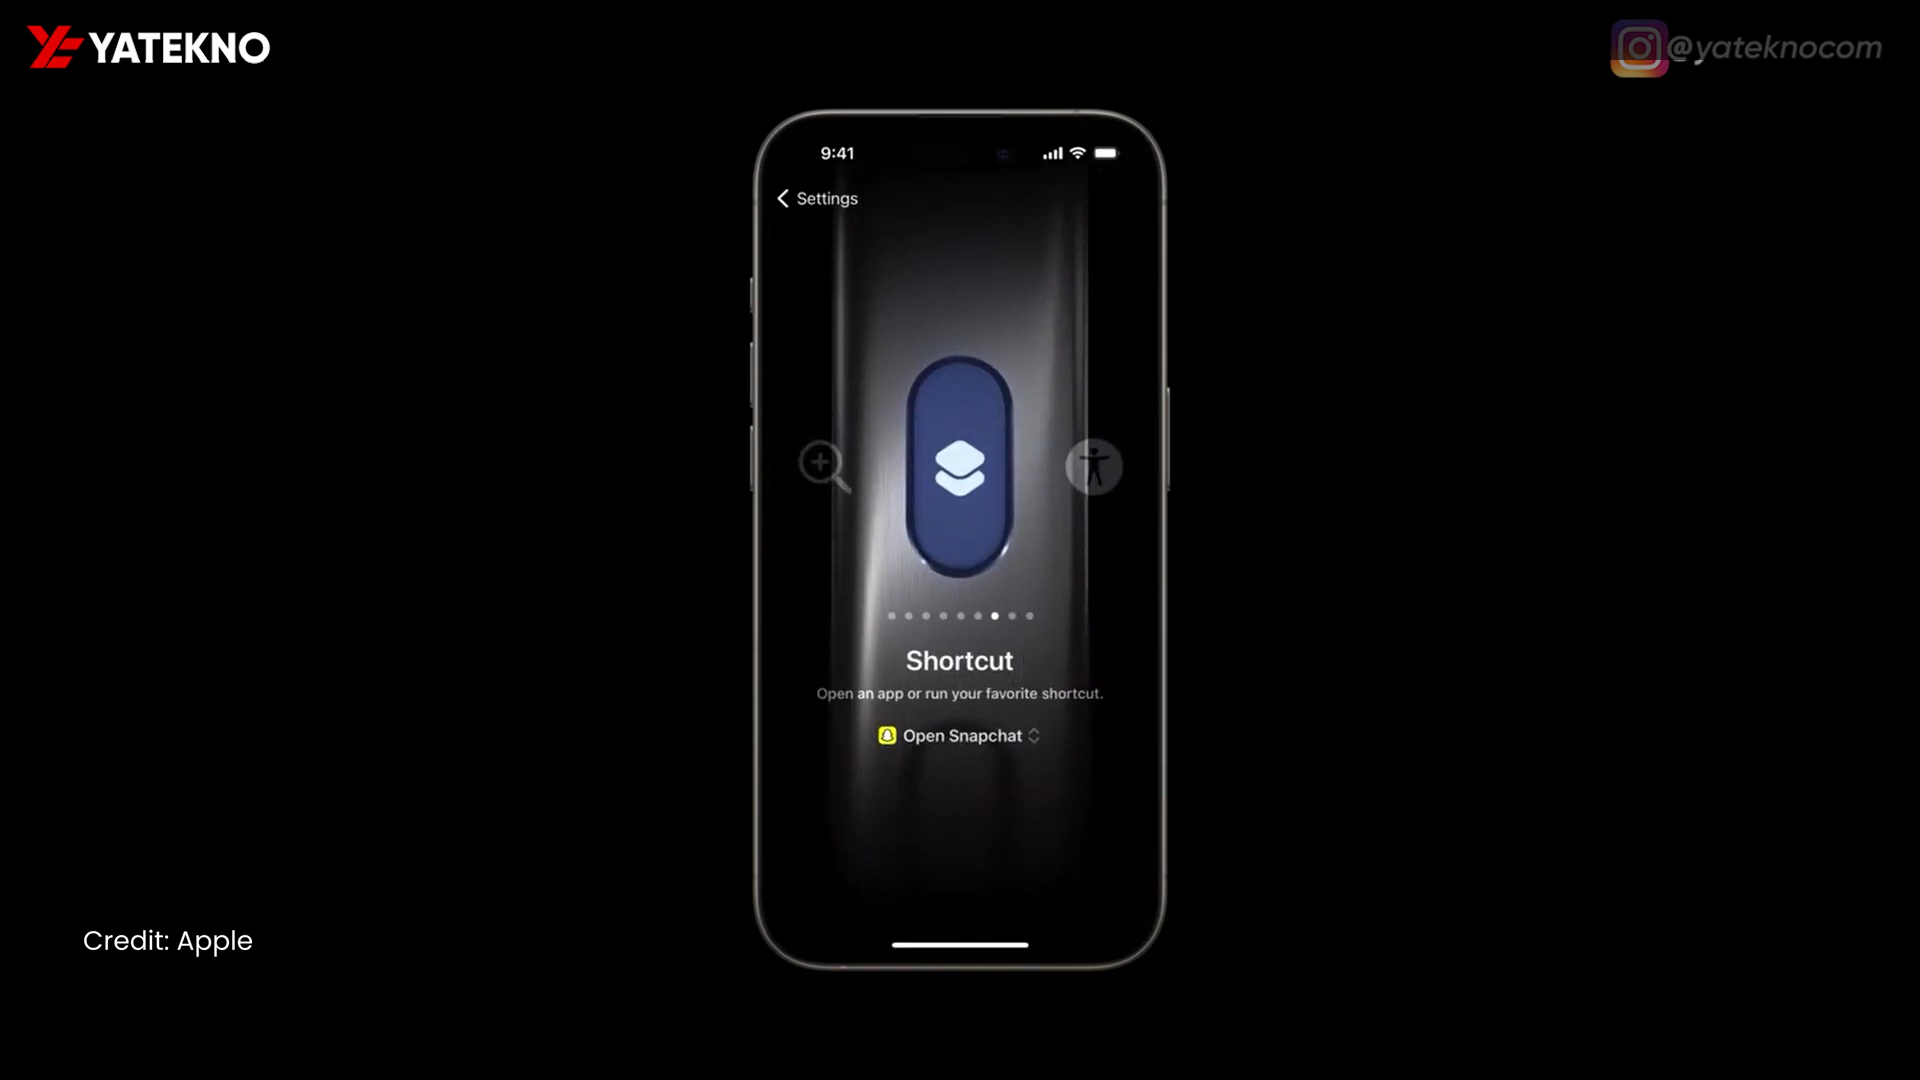 YATEKNO
@yateknocom
9:41
Settings
Shortcut
Open an app or run your favorite shortcut.
Open Snapchat
Credit: Apple